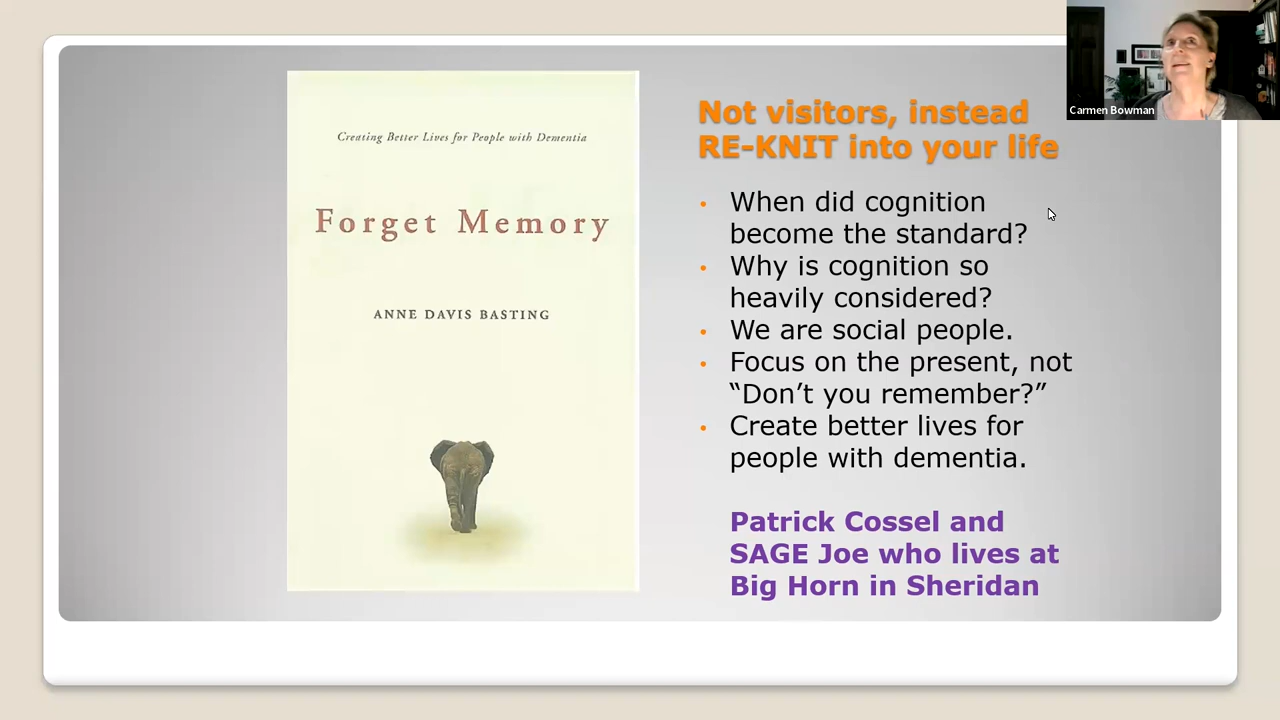 Creating Better Lives for People with Dementia
Forget Memory
ANNE DAVIS BASTING
Not visitors, instead
RE-KNIT into your life
• When did cognition
become the standard?
• Why is cognition so
heavily considered?
• We are social people.
• Focus on the present, not
“Don’t you remember?”
• Create better lives for
people with dementia.
Patrick Cossel and
SAGE Joe who lives at
Big Horn in Sheridan
Carmen Bowman